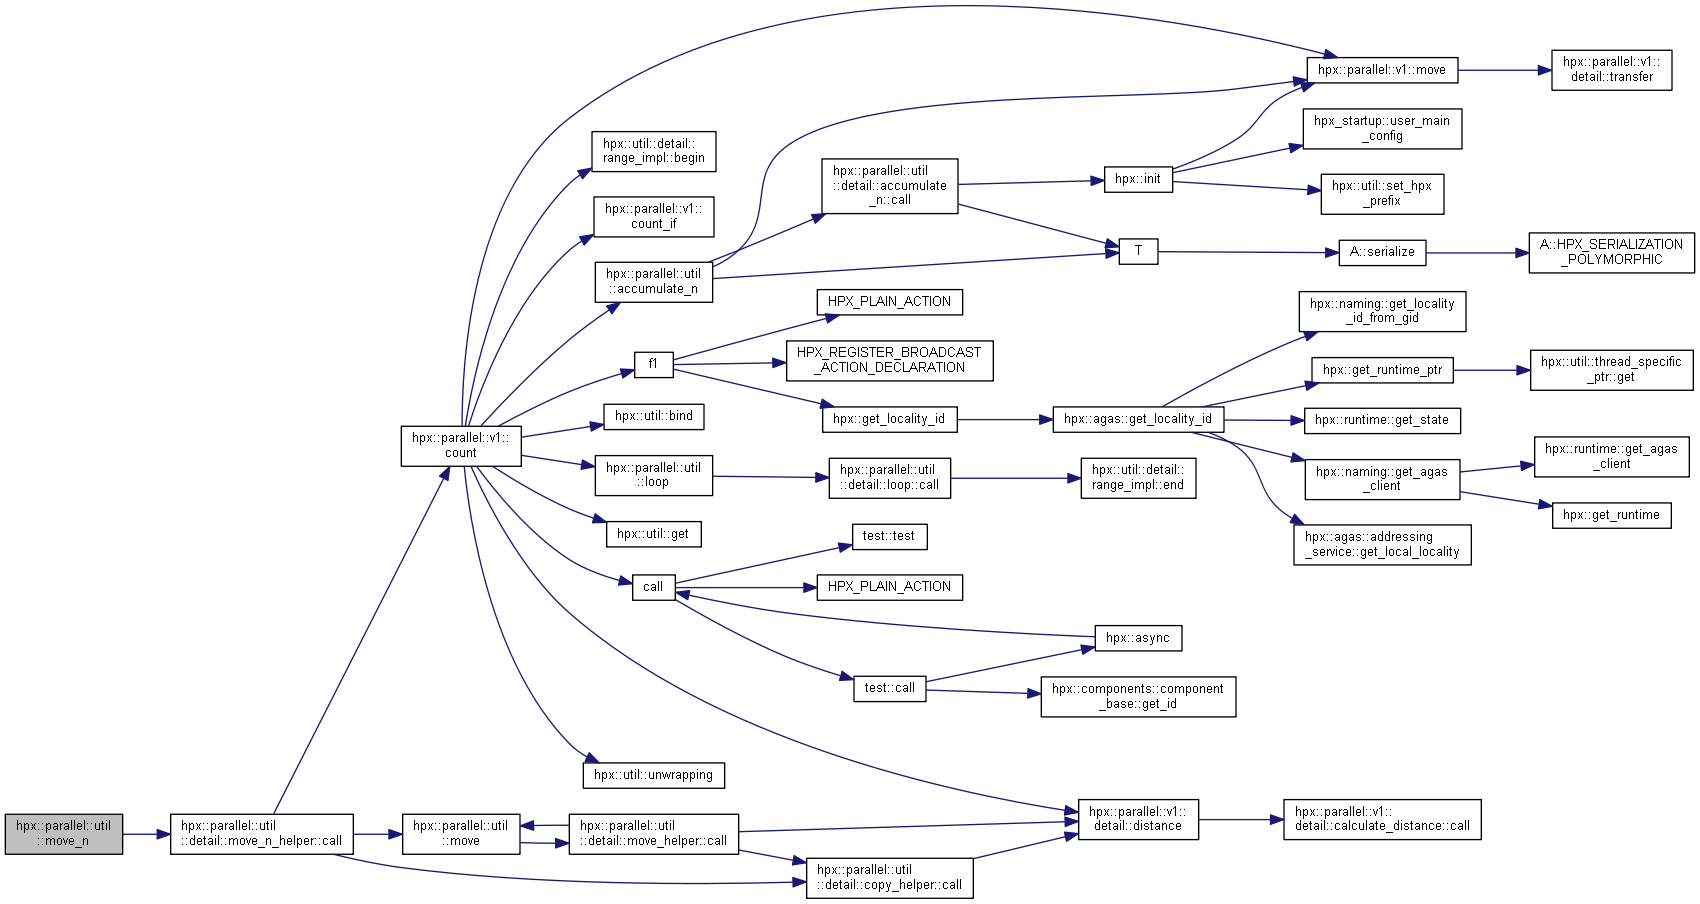 hpx::parallel::util
::move_n
hpx::parallel::util
::detail::move_n_helper::call
hpx::parallel::v1::
count
hpx::parallel::util
::move
hpx::util::detail::
range_impl::begin
hpx::parallel::v1::
count_if
hpx::parallel::util
::accumulate_n
f1
hpx::util::bind
hpx::parallel::util
::loop
hpx::util::get
call
hpx::util::unwrapping
hpx::parallel::util
::detail::move_helper::call
hpx::parallel::util
::detail::accumulate
_n::call
HPX_PLAIN_ACTION
HPX_REGISTER_BROADCAST
_ACTION_DECLARATION
hpx::get_locality_id
hpx::parallel::util
::detail::loop::call
test::test
HPX_PLAIN_ACTION
test::call
hpx::parallel::util
::detail::copy_helper::call
hpx::init
T
hpx::agas::get_locality_id
hpx::util::detail::
range_impl::end
hpx::async
hpx::components::component
_base::get_id
hpx::parallel::v1::
detail::distance
hpx::parallel::v1::move
hpx_startup::user_main
_config
hpx::util::set_hpx
_prefix
A::serialize
hpx::naming::get_locality
_id_from_gid
hpx::get_runtime_ptr
hpx::runtime::get_state
hpx::naming::get_agas
_client
hpx::agas::addressing
_service::get_local_locality
hpx::parallel::v1::
detail::calculate_distance::call
hpx::parallel::v1::
detail::transfer
A::HPX_SERIALIZATION
_POLYMORPHIC
hpx::util::thread_specific
_ptr::get
hpx::runtime::get_agas
_client
hpx::get_runtime